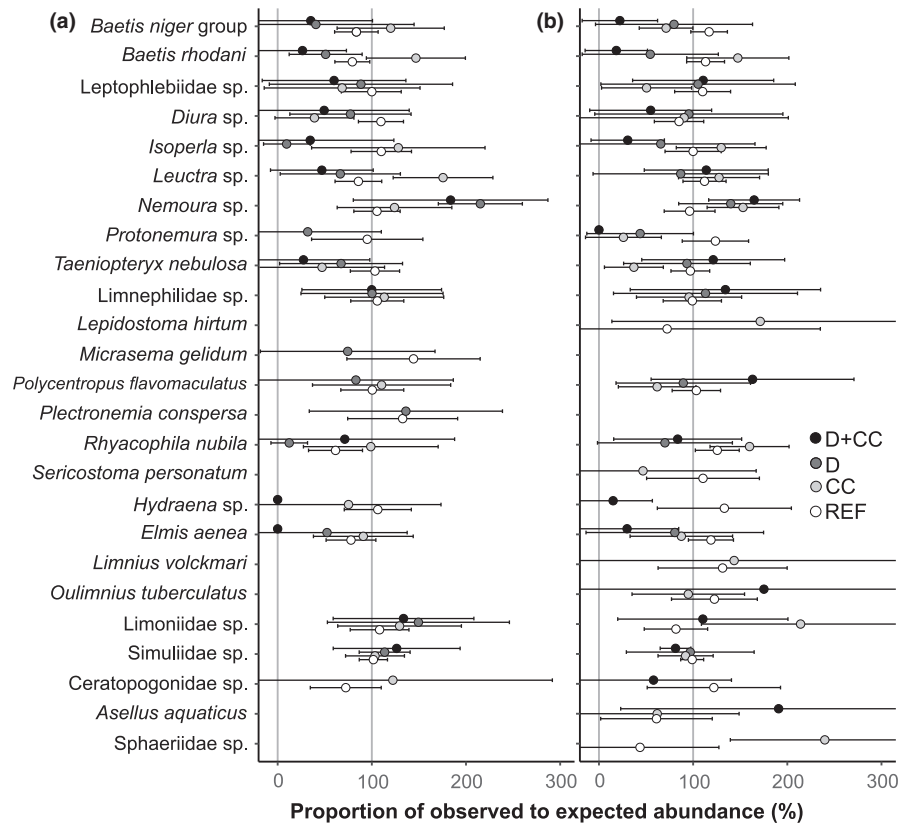 (a)
(b)
Baetis niger group
Baetis rhodani
Leptophlebiidae sp.
Diura sp.
Isoperla sp.
Leuctra sp.
Nemoura sp.
Protonemura sp.
Taeniopteryx nebulosa
Limnephilidae sp.
Lepidostoma hirtum
Micrasema gelidum
Polycentropus flavomaculatus
Plectronemia conspersa
Rhyacophila nubila
Sericostoma personatum
Hydraena sp.
Elmis aenea
Limnius volckmari
Oulimnius tuberculatus
Limoniidae sp.
Simuliidae sp.
Ceratopogonidae sp.
Asellus aquaticus
Sphaeriidae sp.
D+CC
D
CC
REF
0 100 200 300 0 100 200 300
Proportion of observed to expected abundance (%)